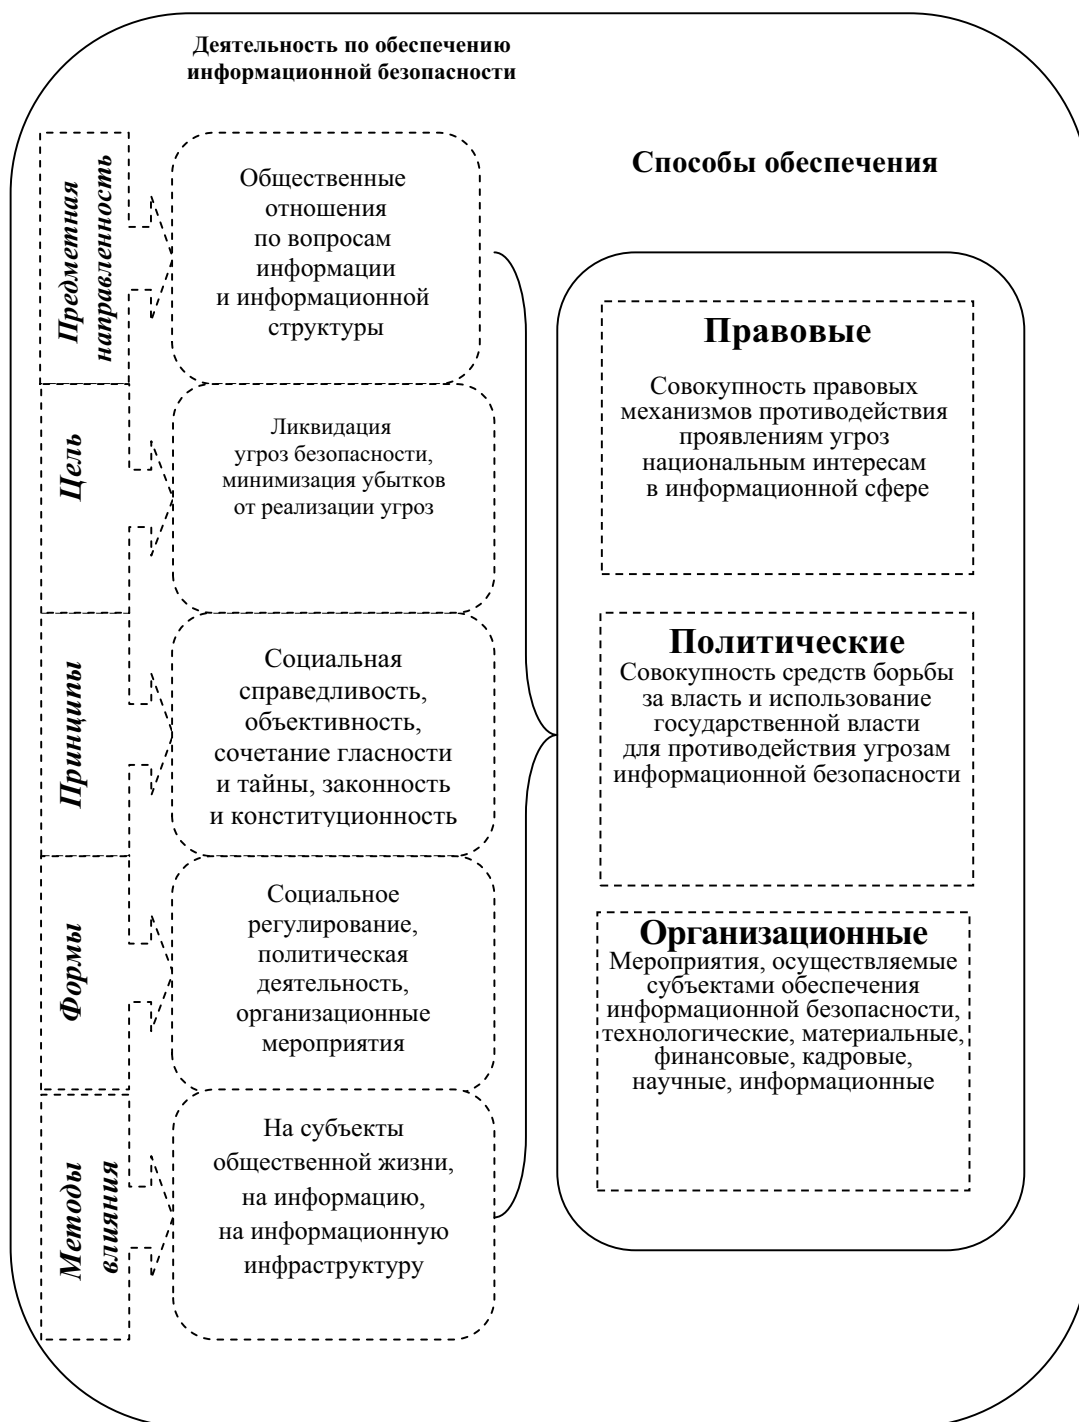 Деятельность по обеспечению
информационной безопасности
Предметная
направленность
Общественные
отношения
по вопросам
информации
и информационной
структуры
Цель
Ликвидация
угроз безопасности,
минимизация убытков
от реализации угроз
Принципы
Социальная
справедливость,
объективность,
сочетание гласности
и тайны, законность
и конституционность
Формы
Социальное
регулирование,
политическая
деятельность,
организационные
мероприятия
Методы
влияния
На субъекты
общественной жизни,
на информацию,
на информационную
инфраструктуру
Способы обеспечения
Правовые
Совокупность правовых
механизмов противодействия
проявлениям угроз
национальным интересам
в информационной сфере
Политические
Совокупность средств борьбы
за власть и использование
государственной власти
для противодействия угрозам
информационной безопасности
Организационные
Мероприятия, осуществляемые
субъектами обеспечения
информационной безопасности,
технологические, материальные,
финансовые, кадровые,
научные, информационные